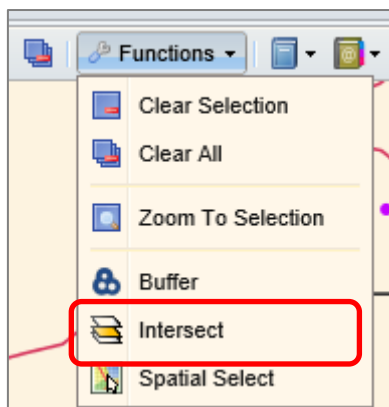 Functions
Clear Selection
Clear All
Zoom To Selection
Buffer
Intersect
Spatial Select